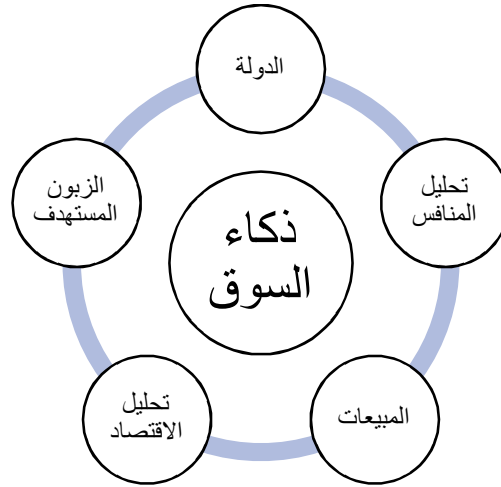 الدولة
تحليل
المنافس
المبيعات
تحليل
الاقتصاد
الزبون
المستهدف
ذكاء
السوق